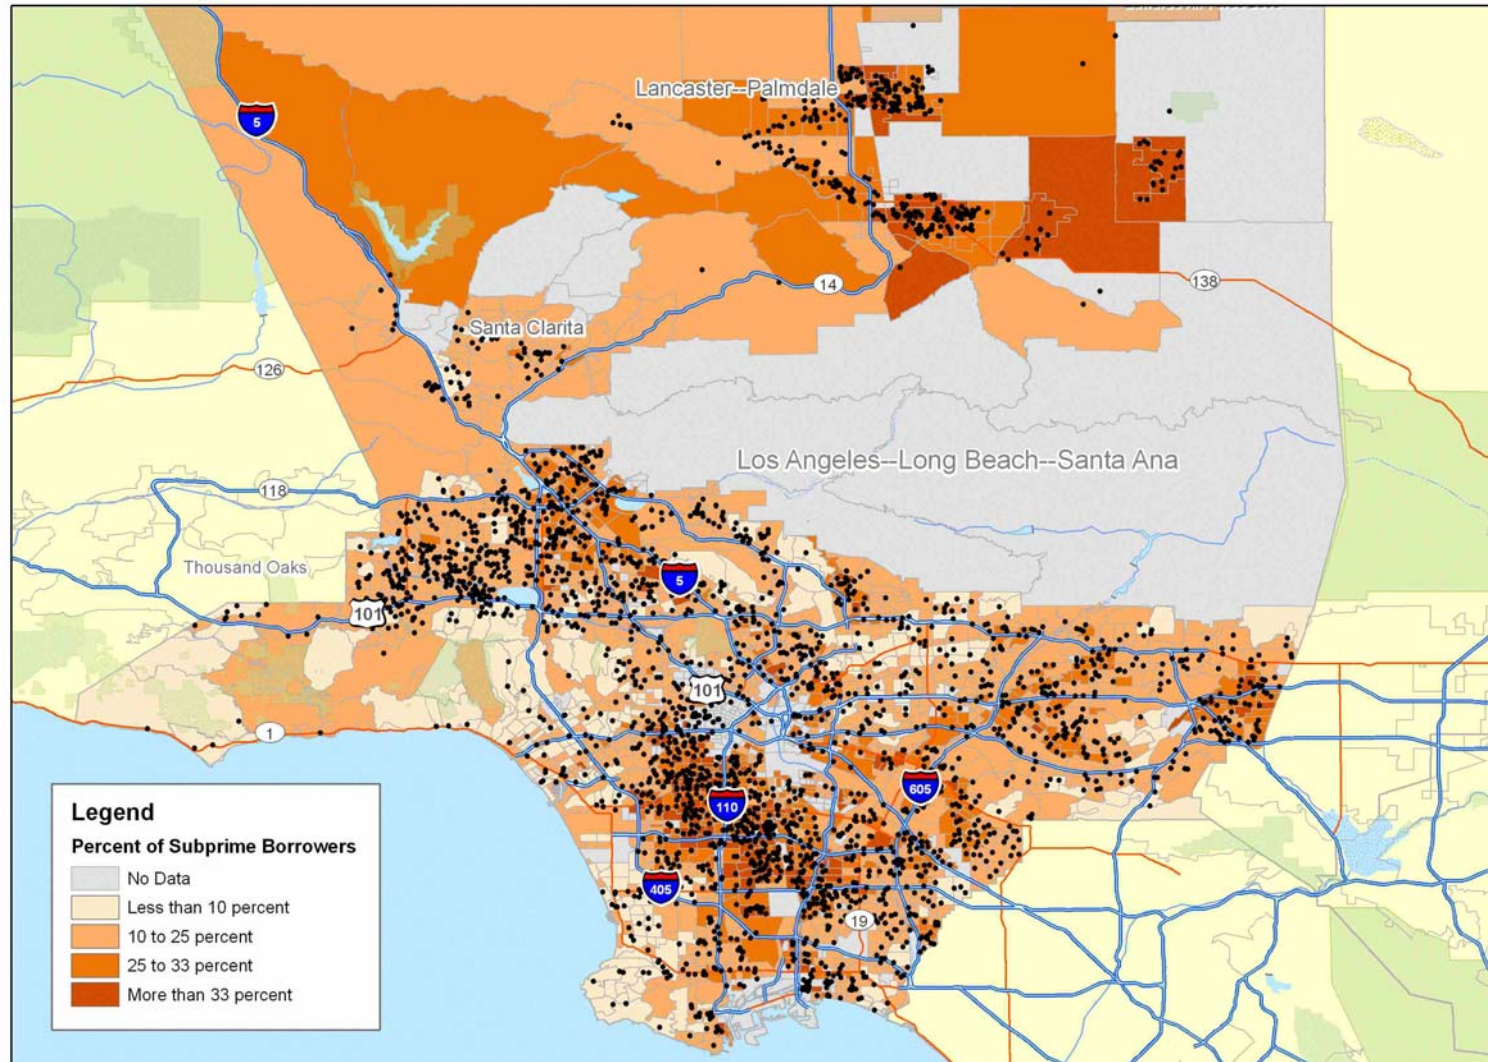 Lancaster--Palmdale
5
14
138
Santa Clarita
126
Los Angeles--Long Beach--Santa Ana
118
Thousand Oaks
5
101
101
1
605
110
405
19
Legend
Percent of Subprime Borrowers
No Data
Less than 10 percent
10 to 25 percent
25 to 33 percent
More than 33 percent